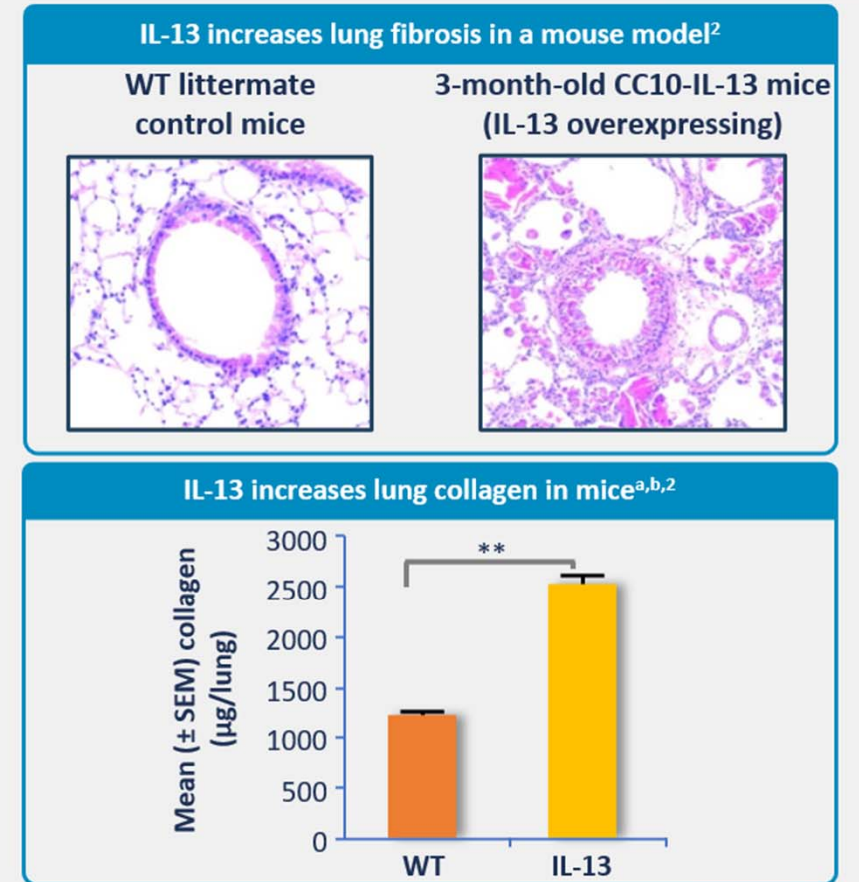 IL-13 increases lung fibrosis in a mouse model²
WT littermate
control mice
3-month-old CC10-IL-13 mice
(IL-13 overexpressing)
IL-13 increases lung collagen in mice^a,b,2
Mean (± SEM) collagen
(µg/lung)
3000
2500
2000
1500
1000
500
0
**
WT
IL-13